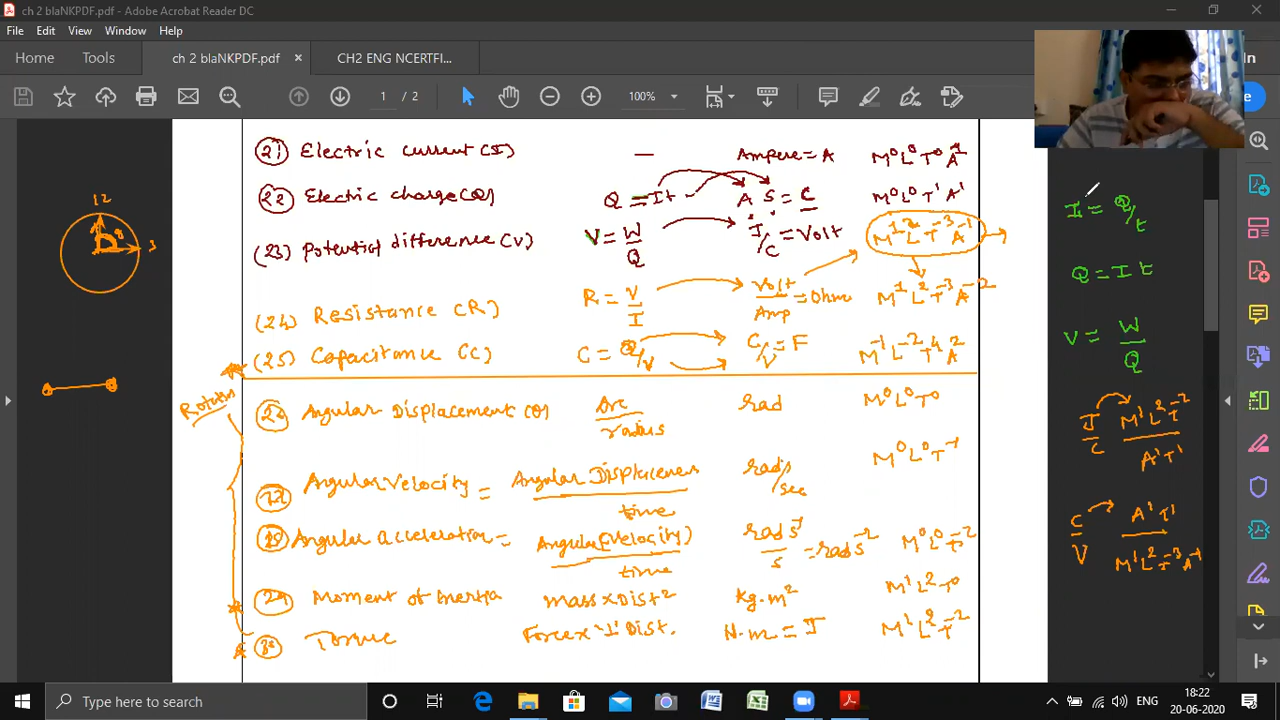 ch 2 blaNKPDF.pdf - Adobe Acrobat Reader DC
File Edit View Window Help
Home Tools ch 2 blaNKPDF.pdf × CH2 ENG NCERTFI... In
1 / 2 100%
(21) Electric current (I) — Ampere = A M⁰L⁰T⁰A¹
(22) Electric charge (Q) Q = It A S = C M⁰L⁰T¹A¹
(23) Potential difference (V) V = W/Q J/C = Volt M¹L²T⁻³A⁻¹
(24) Resistance (R) R = V/I Volt/Amp = Ohm M¹L²T⁻³A⁻²
(25) Capacitance (C) C = Q/V C/V = F M⁻¹L⁻²T⁴A²
Angular Displacement (θ) Arc/radius rad M⁰L⁰T⁰
(27) Angular Velocity = Angular Displacemen/time rad/sec M⁰L⁰T⁻¹
Angular acceleration = Angular (Velocity)/time rad s⁻¹/s = rad s⁻² M⁰L⁰T⁻²
(29) Moment of Inertia mass x Dist² kg·m² M¹L²T⁰
(30) Torque Force x ⊥ Dist. N·m = J M¹L²T⁻²
12
3
I = Q/t
Q = I t
V = W/Q
J/C M¹L²T⁻²/A¹T¹
C/V A¹T¹/M¹L²T⁻³A⁻¹
Type here to search
ENG
18:22
20-06-2020